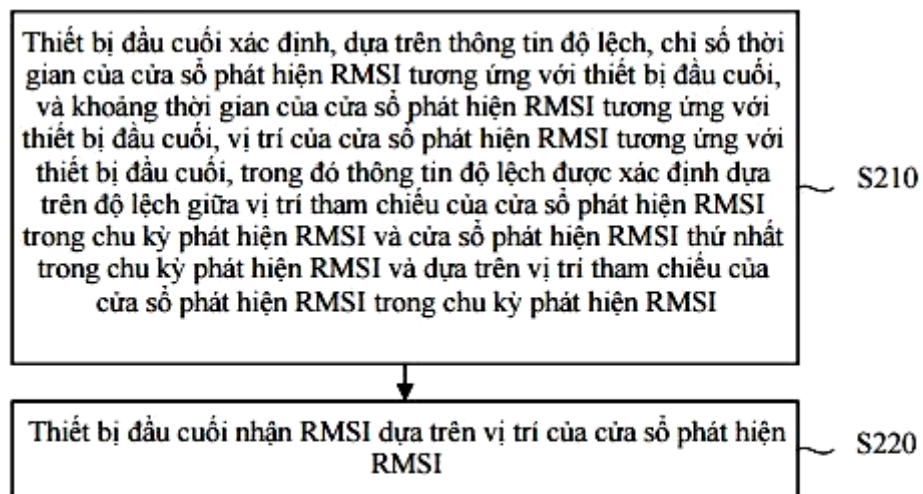 Thiết bị đầu cuối xác định, dựa trên thông tin độ lệch, chỉ số thời
gian của cửa sổ phát hiện RMSI tương ứng với thiết bị đầu cuối,
và khoảng thời gian của cửa sổ phát hiện RMSI tương ứng với
thiết bị đầu cuối, vị trí của cửa sổ phát hiện RMSI tương ứng với
thiết bị đầu cuối, trong đó thông tin độ lệch được xác định dựa
trên độ lệch giữa vị trí tham chiếu của cửa sổ phát hiện RMSI
trong chu kỳ phát hiện RMSI và cửa sổ phát hiện RMSI thứ nhất
trong chu kỳ phát hiện RMSI và dựa trên vị trí tham chiếu của
cửa sổ phát hiện RMSI trong chu kỳ phát hiện RMSI
S210
Thiết bị đầu cuối nhận RMSI dựa trên vị trí của cửa sổ phát hiện
RMSI
S220